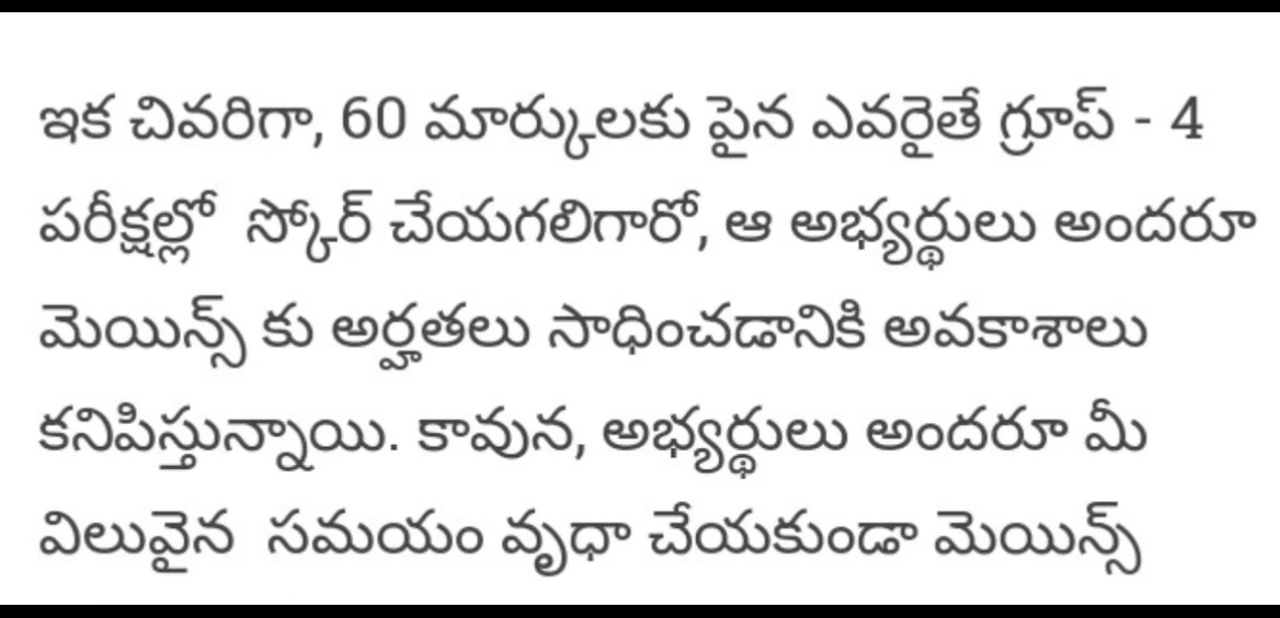 ఇక చివరిగా, 60 మార్కులకు పైన ఎవరైతే గ్రూప్ - 4
పరీక్షల్లో స్కోర్ చేయగలిగారో, ఆ అభ్యర్థులు అందరూ
మెయిన్స్ కు అర్హతలు సాధించడానికి అవకాశాలు
కనిపిస్తున్నాయి. కావున, అభ్యర్థులు అందరూ మీ
విలువైన సమయం వృధా చేయకుండా మెయిన్స్